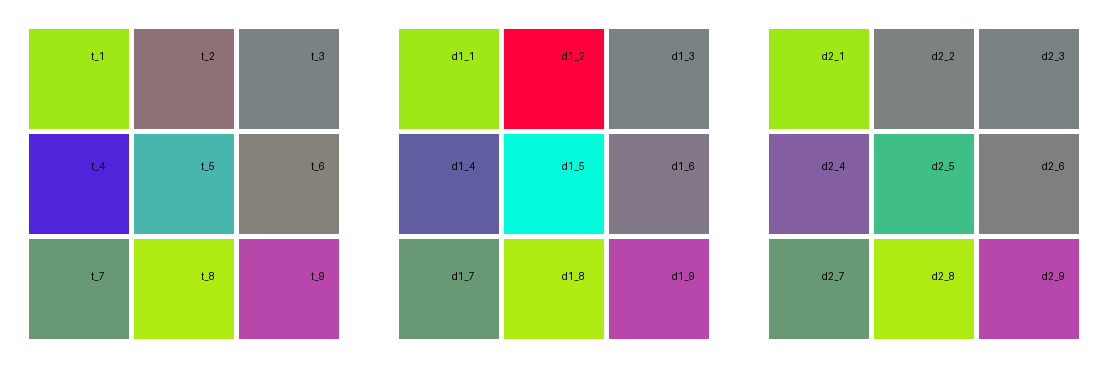 t_1 t_2 t_3 d1_1 d1_2 d1_3 d2_1 d2_2 d2_3
t_4 t_5 t_6 d1_4 d1_5 d1_6 d2_4 d2_5 d2_6
t_7 t_8 t_9 d1_7 d1_8 d1_9 d2_7 d2_8 d2_9